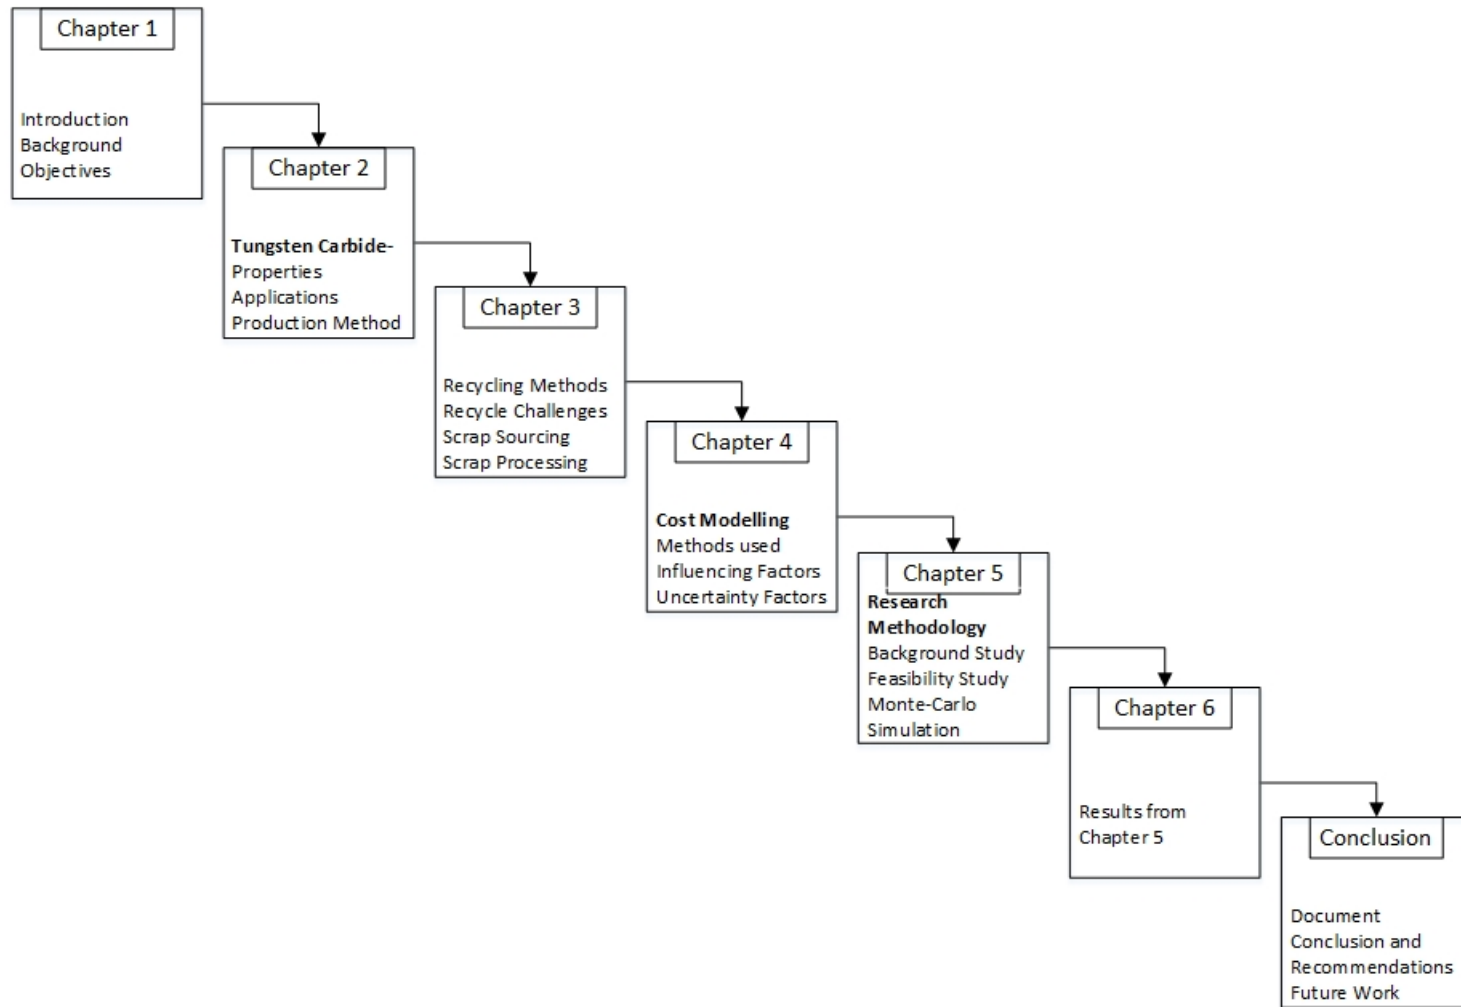 Chapter 1
Introduction
Background
Objectives
Chapter 2
Tungsten Carbide-
Properties
Applications
Production Method
Chapter 3
Recycling Methods
Recycle Challenges
Scrap Sourcing
Scrap Processing
Chapter 4
Cost Modelling
Methods used
Influencing Factors
Uncertainty Factors
Chapter 5
Research
Methodology
Background Study
Feasibility Study
Monte-Carlo
Simulation
Chapter 6
Results from
Chapter 5
Conclusion
Document
Conclusion and
Recommendations
Future Work